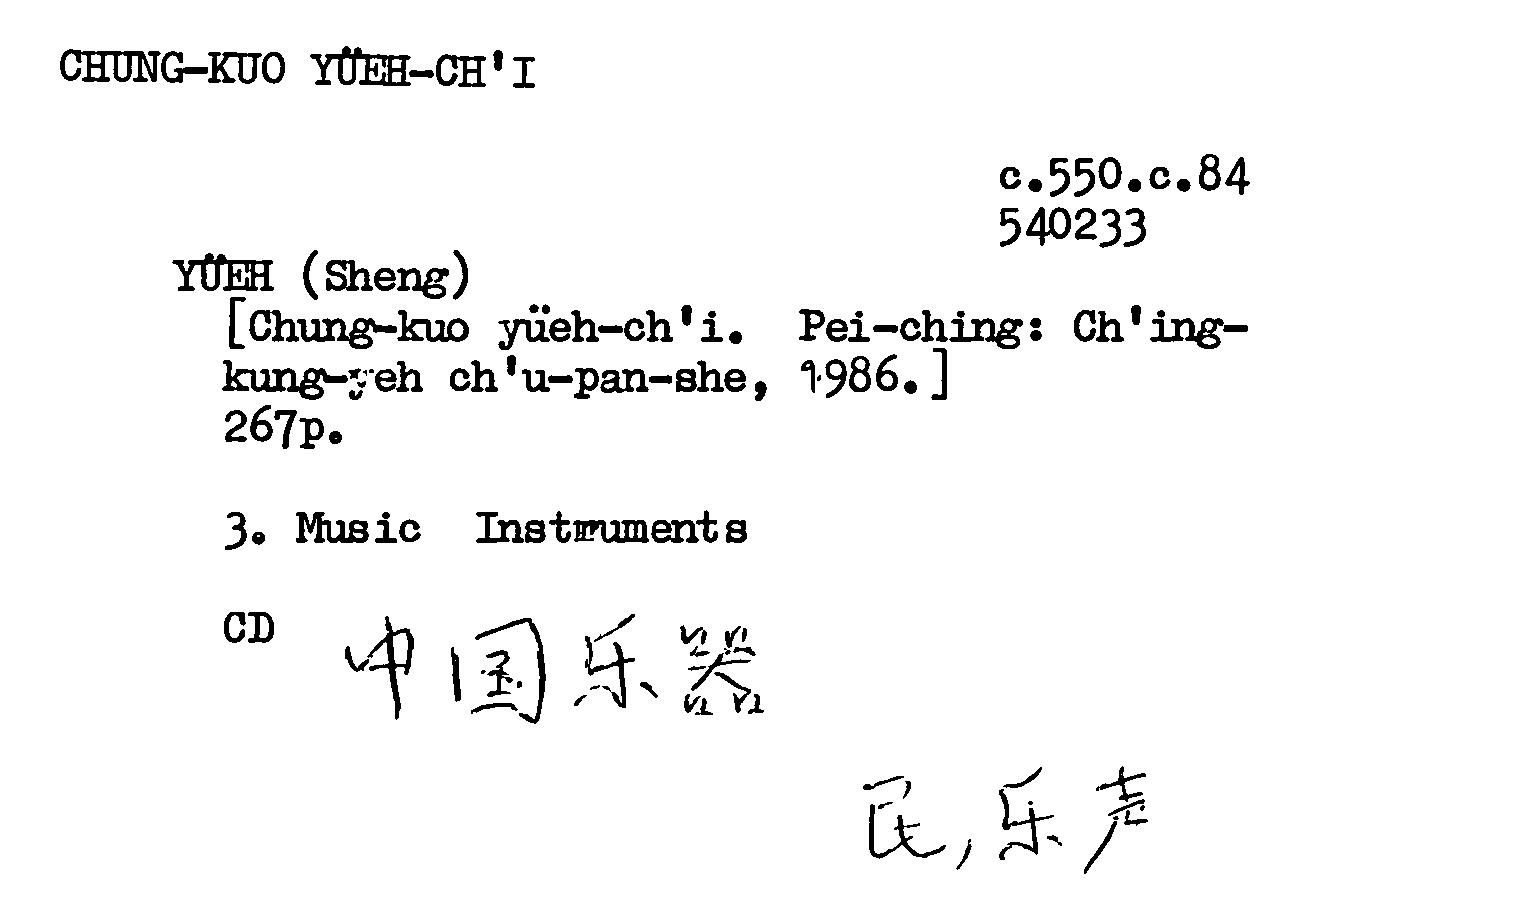 CHUNG-KUO YÜEH-CH'I
c.550.c.84
540233
YÜEH (Sheng)
[Chung-kuo yüeh-ch'i. Pei-ching: Ch'ing-
kung-yeh ch'u-pan-she, 1986.]
267p.
3. Music Instruments
CD 中国乐器
民,乐声